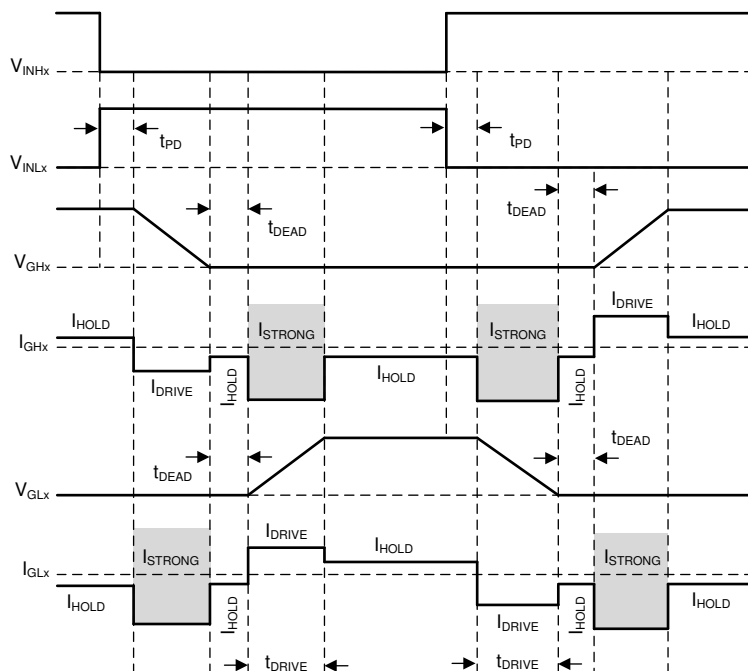 V_INHx
t_PD
t_PD
V_INLx
t_DEAD
t_DEAD
V_GHx
I_HOLD
I_STRONG
I_STRONG
I_DRIVE
I_HOLD
I_GHx
I_DRIVE
I_HOLD
I_HOLD
I_HOLD
t_DEAD
t_DEAD
V_GLx
I_STRONG
I_DRIVE
I_HOLD
I_STRONG
I_GLx
I_HOLD
I_HOLD
I_DRIVE
I_HOLD
I_HOLD
t_DRIVE
t_DRIVE